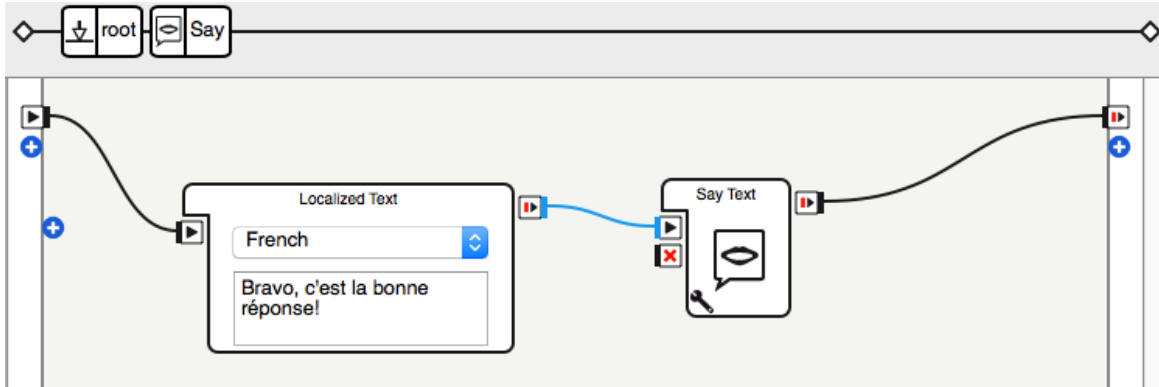 root
Say
Localized Text
Say Text
French
Bravo, c'est la bonne
réponse!